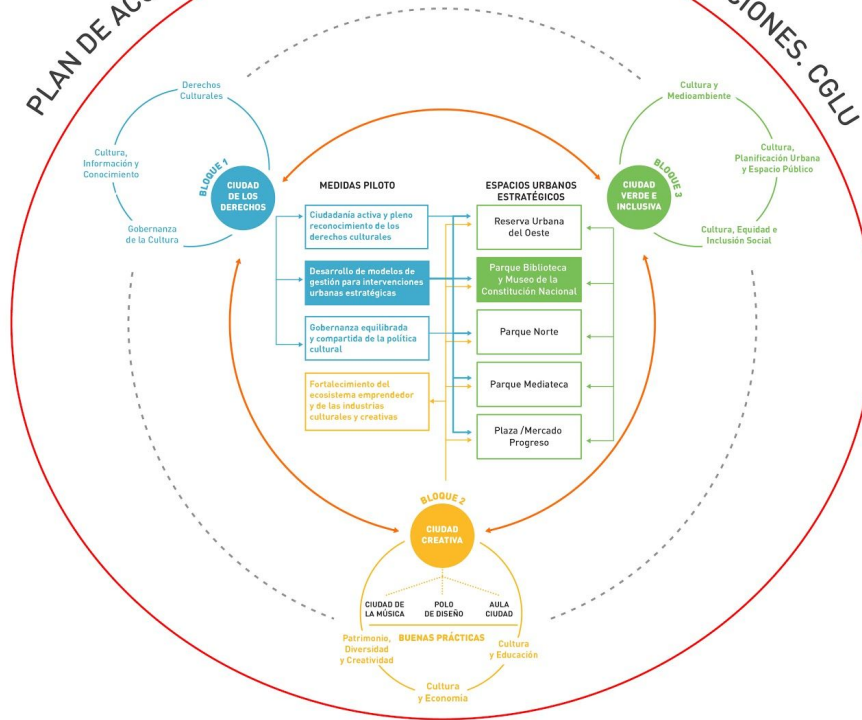 PLAN DE
CIONES. CGLU
Derechos
Culturales
Cultura,
Información y
Conocimiento
Gobernanza
de la Cultura
BLOQUE 1
CIUDAD
DE LOS
DERECHOS
MEDIDAS PILOTO
Ciudadanía activa y pleno
reconocimiento de los
derechos culturales
Desarrollo de modelos de
gestión para intervenciones
urbanas estratégicas
Gobernanza equilibrada
y compartida de la política
cultural
Fortalecimiento del
ecosistema emprendedor
y de las industrias
culturales y creativas
ESPACIOS URBANOS
ESTRATÉGICOS
Reserva Urbana
del Oeste
Parque Biblioteca
y Museo de la
Constitución Nacional
Parque Norte
Parque Mediateca
Plaza /Mercado
Progreso
BLOQUE 3
CIUDAD
VERDE E
INCLUSIVA
Cultura y
Medioambiente
Cultura,
Planificación Urbana
y Espacio Público
Cultura, Equidad e
Inclusión Social
BLOQUE 2
CIUDAD
CREATIVA
CIUDAD DE
LA MÚSICA
POLO
DE DISEÑO
AULA
CIUDAD
BUENAS PRÁCTICAS
Patrimonio,
Diversidad
y Creatividad
Cultura
y Educación
Cultura
y Economía